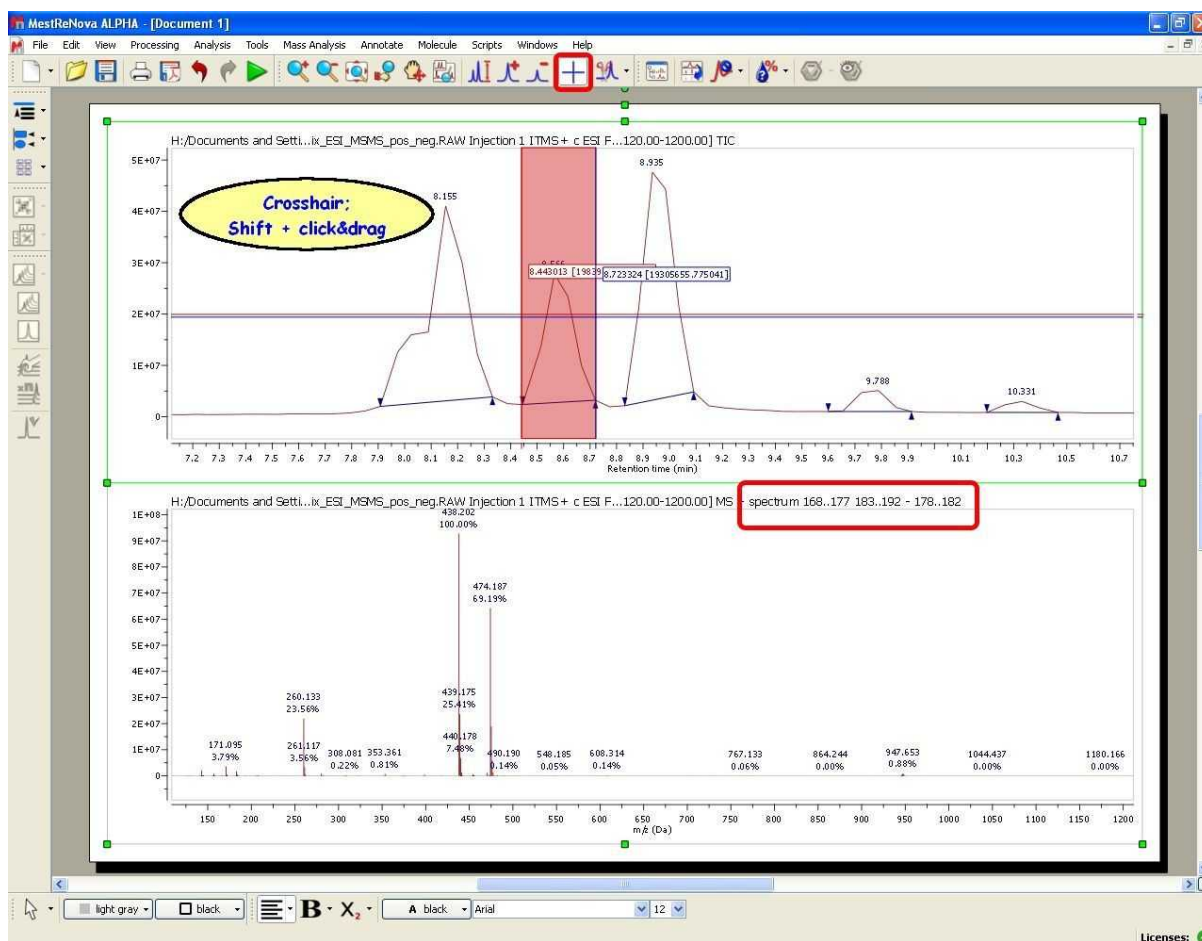 MestReNova ALPHA - [Document 1]
File Edit View Processing Analysis Tools Mass Analysis Annotate Molecule Scripts Windows Help
H:/Documents and Setti...ix_ESI_MSMS_pos_neg.RAW Injection 1 ITMS + c ESI F...120.00-1200.00] TIC
5E+07
4E+07
3E+07
2E+07
1E+07
0
Crosshair:
Shift + click&drag
8.155
8.935
8.443013 [19839
8.723324 [19305655.775041]
9.788
10.331
7.2 7.3 7.4 7.5 7.6 7.7 7.8 7.9 8.0 8.1 8.2 8.3 8.4 8.5 8.6 8.7 8.8 8.9 9.0 9.1 9.2 9.3 9.4 9.5 9.6 9.7 9.8 9.9 10.1 10.3 10.5 10.7
Retention time (min)
H:/Documents and Setti...ix_ESI_MSMS_pos_neg.RAW Injection 1 ITMS + c ESI F...120.00-1200.00] MS - spectrum 168..177 183..192 - 178..182
1E+08
9E+07
8E+07
7E+07
6E+07
5E+07
4E+07
3E+07
2E+07
1E+07
0
438.202
100.00%
474.187
69.19%
260.133
23.56%
439.175
25.41%
171.095
3.79%
261.117
3.56%
308.081
0.22%
353.361
0.81%
440.178
7.48%
490.190
0.14%
548.185
0.05%
608.314
0.14%
767.133
0.06%
864.244
0.00%
947.653
0.88%
1044.437
0.00%
1180.166
0.00%
150 200 250 300 350 400 450 500 550 600 650 700 750 800 850 900 950 1000 1050 1100 1150 1200
m/z (Da)
light gray black B X2 A black Arial 12
Licenses: